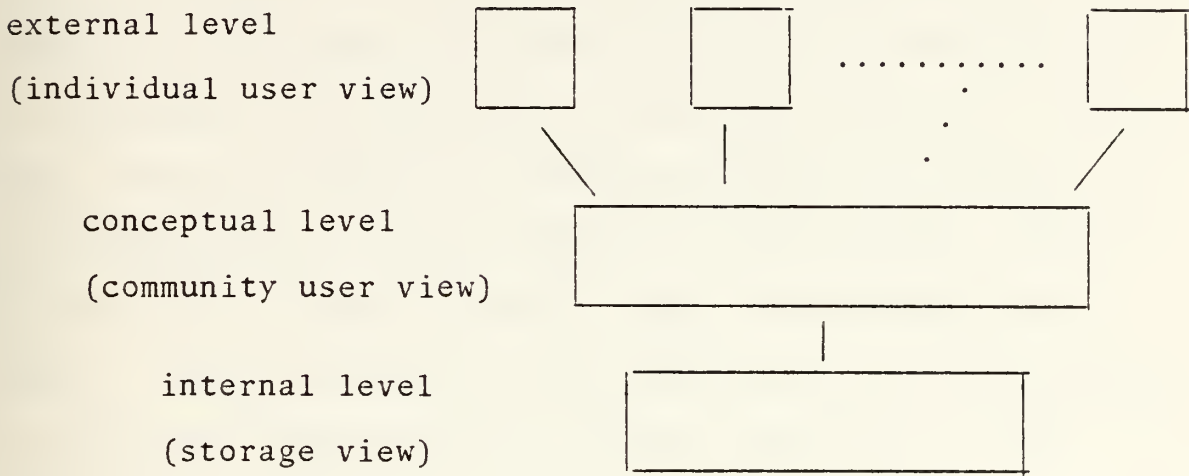 external level
(individual user view)
conceptual level
(community user view)
internal level
(storage view)